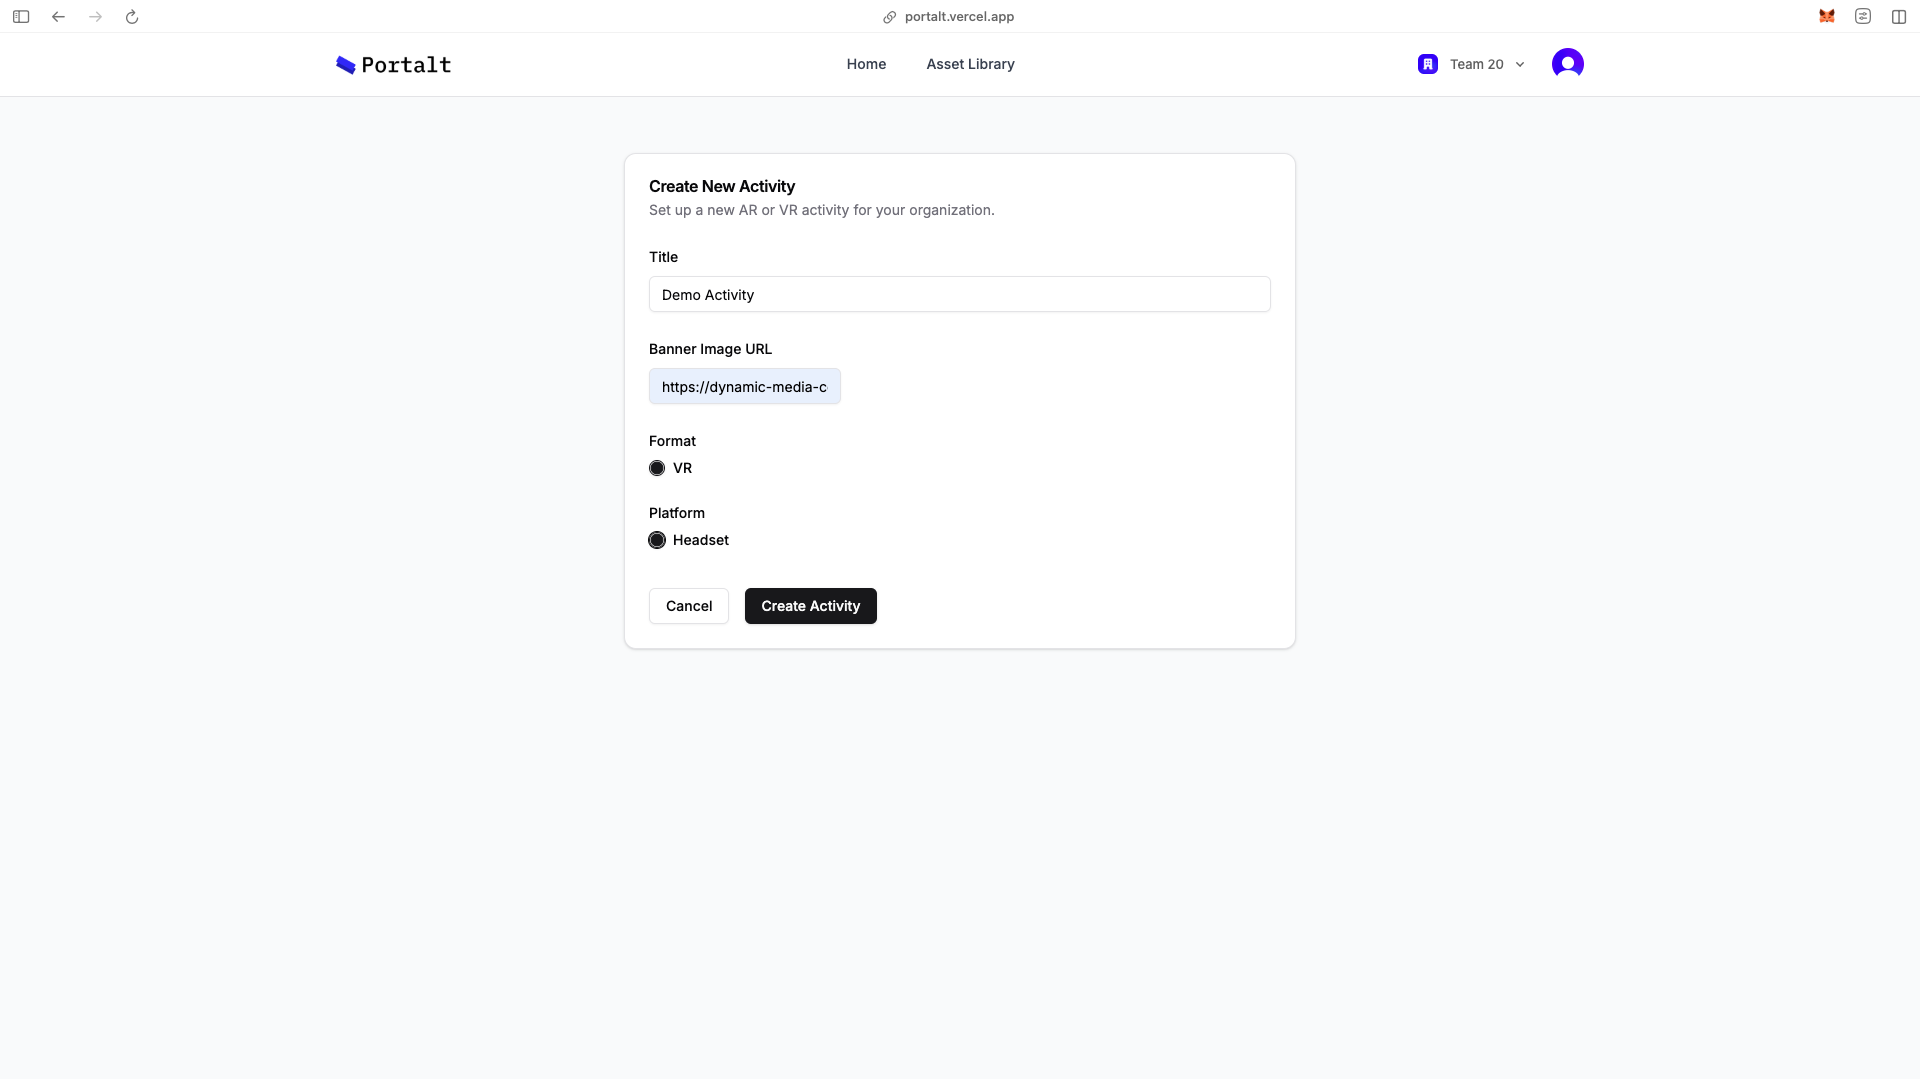 portalt.vercel.app
Portalt
Home
Asset Library
Team 20
Create New Activity
Set up a new AR or VR activity for your organization.
Title
Demo Activity
Banner Image URL
https://dynamic-media-c
Format
VR
Platform
Headset
Cancel
Create Activity